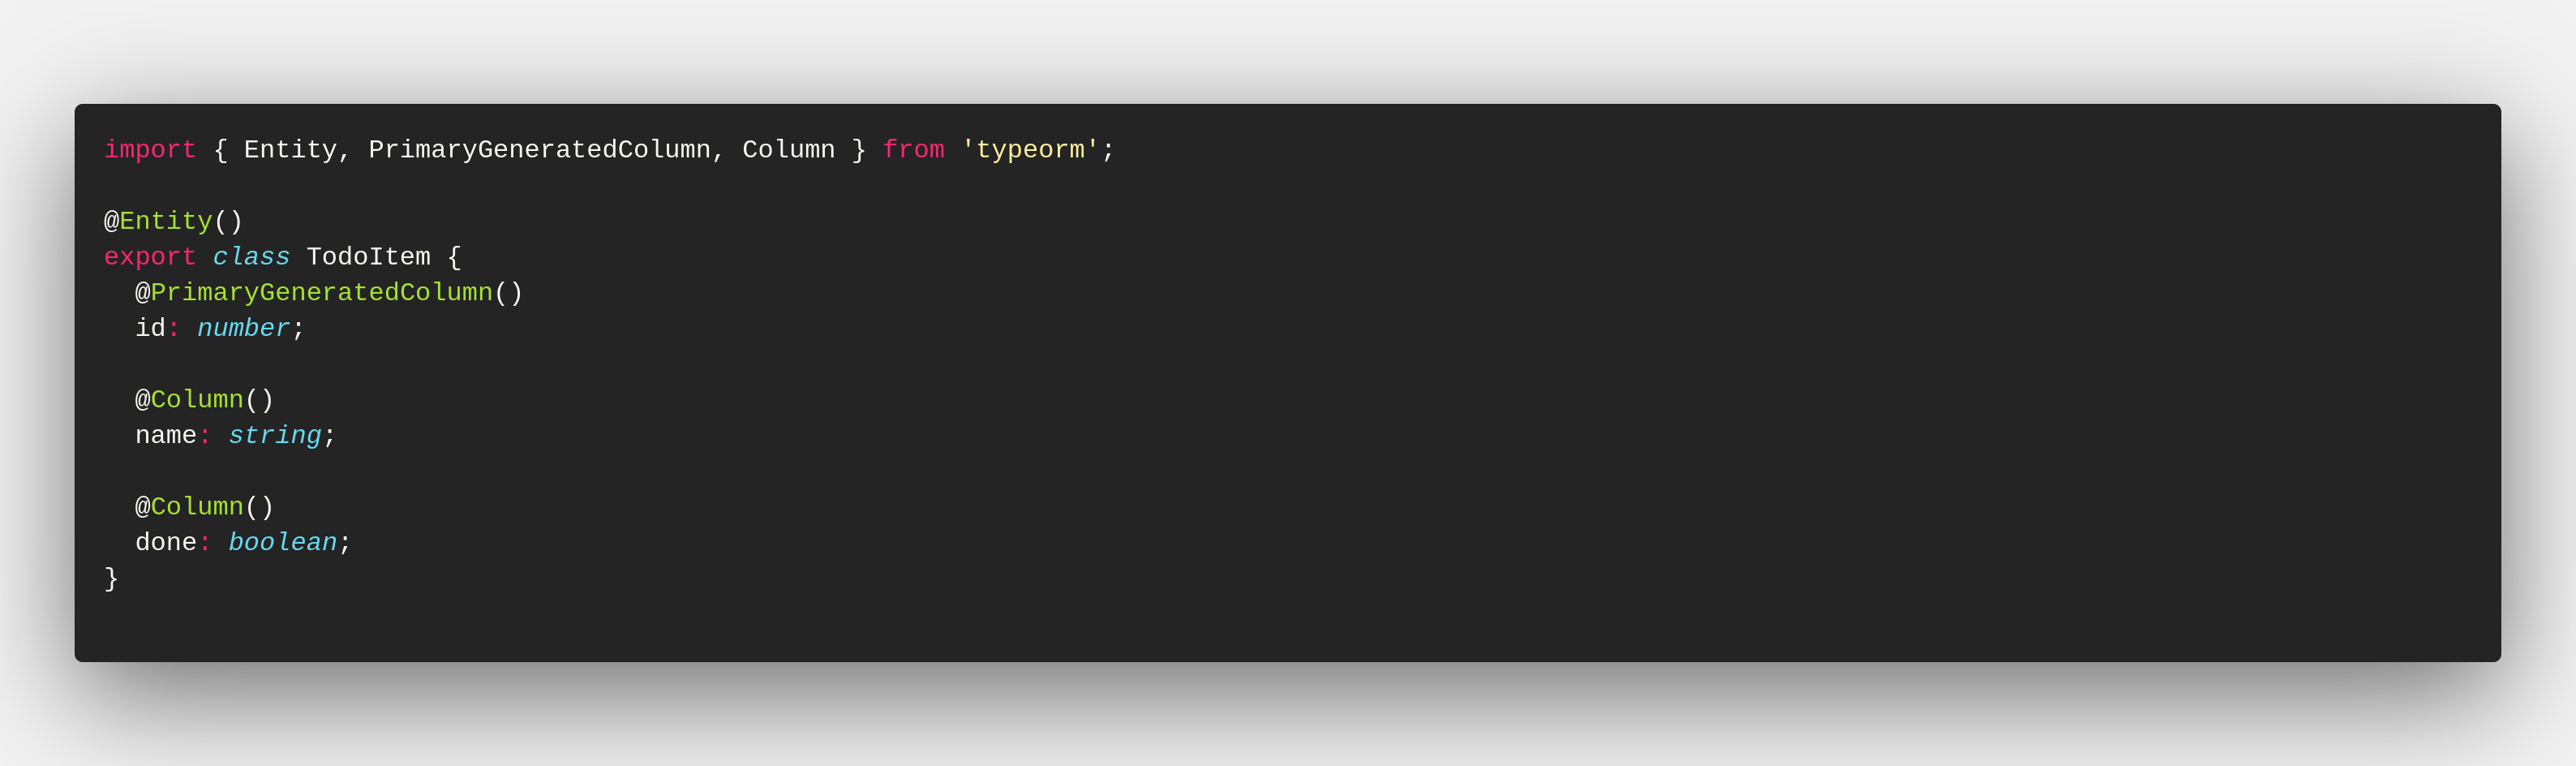 import { Entity, PrimaryGeneratedColumn, Column } from 'typeorm';
@Entity()
export class TodoItem {
  @PrimaryGeneratedColumn()
  id: number;
  @Column()
  name: string;
  @Column()
  done: boolean;
}